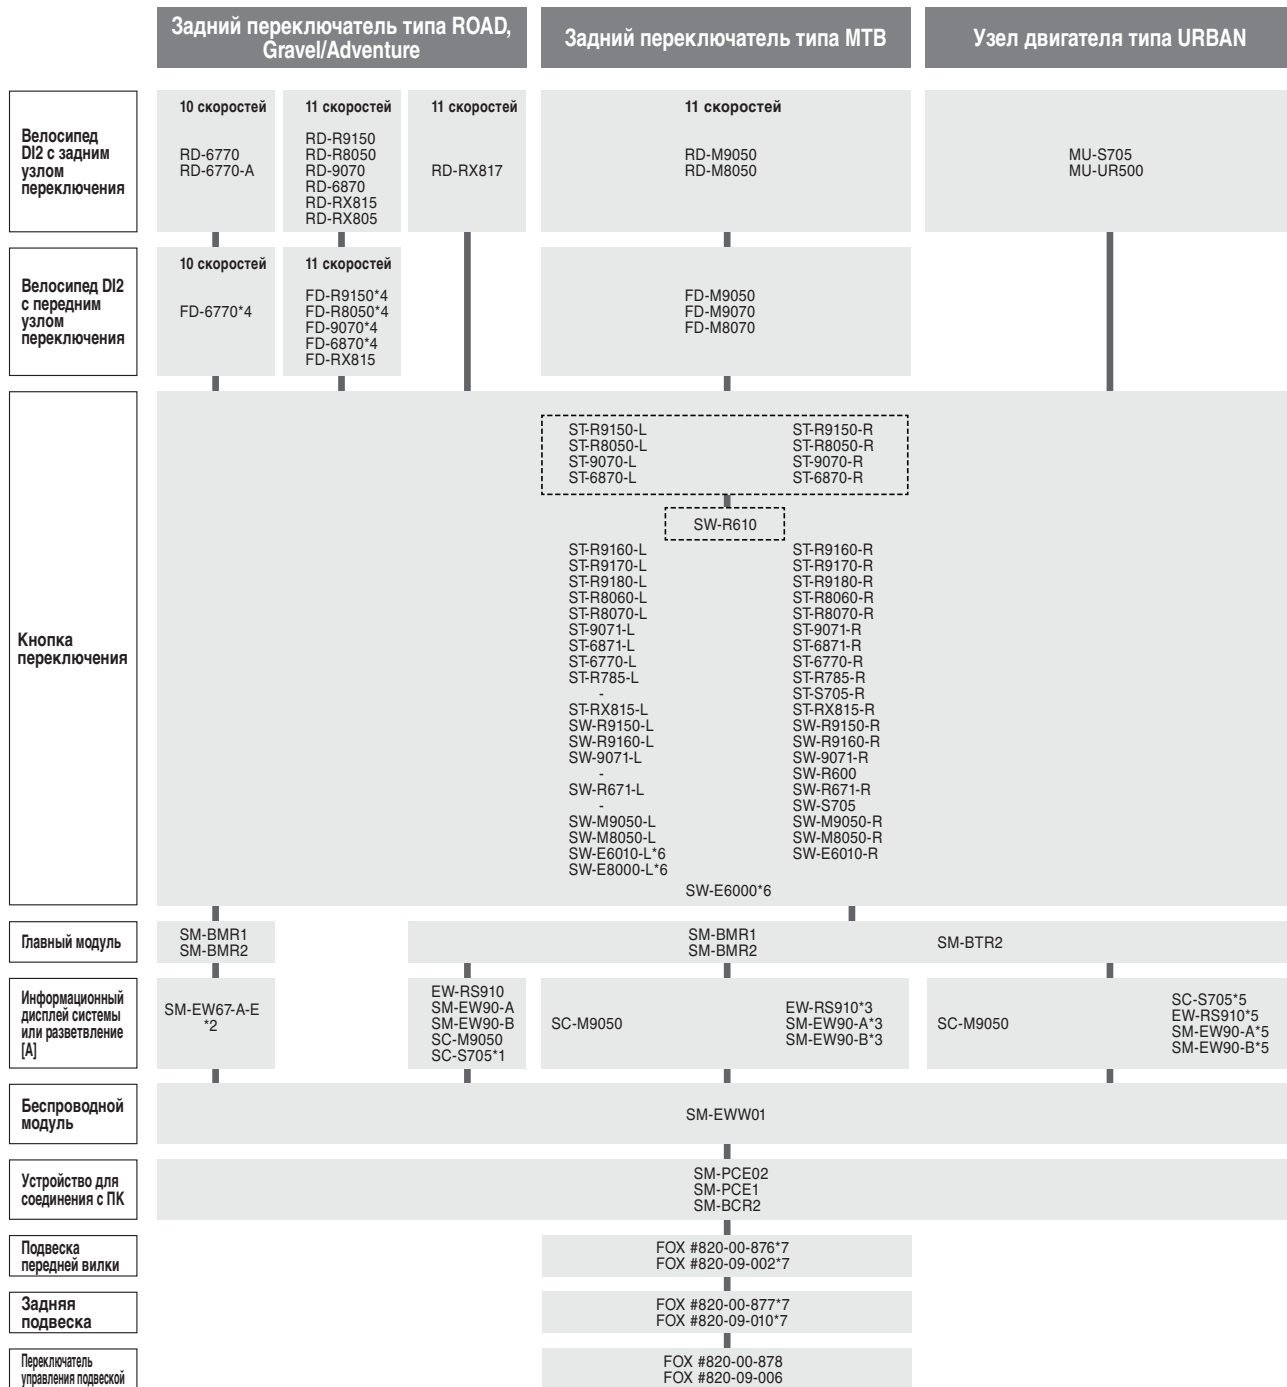 Задний переключатель типа ROAD,
Gravel/Adventure
Задний переключатель типа MTB
Узел двигателя типа URBAN
Велосипед
DI2 с задним
узлом
переключения
10 скоростей
RD-6770
RD-6770-A
11 скоростей
RD-R9150
RD-R8050
RD-9070
RD-6870
RD-RX815
RD-RX805
11 скоростей
RD-RX817
11 скоростей
RD-M9050
RD-M8050
MU-S705
MU-UR500
Велосипед DI2
с передним
узлом
переключения
10 скоростей
FD-6770*4
11 скоростей
FD-R9150*4
FD-R8050*4
FD-9070*4
FD-6870*4
FD-RX815
FD-M9050
FD-M9070
FD-M8070
Кнопка
переключения
ST-R9150-L ST-R9150-R
ST-R8050-L ST-R8050-R
ST-9070-L ST-9070-R
ST-6870-L ST-6870-R
SW-R610
ST-R9160-L ST-R9160-R
ST-R9170-L ST-R9170-R
ST-R9180-L ST-R9180-R
ST-R8060-L ST-R8060-R
ST-R8070-L ST-R8070-R
ST-9071-L ST-9071-R
ST-6871-L ST-6871-R
ST-6770-L ST-6770-R
ST-R785-L ST-R785-R
- ST-S705-R
ST-RX815-L ST-RX815-R
SW-R9150-L SW-R9150-R
SW-R9160-L SW-R9160-R
SW-9071-L SW-9071-R
- SW-R600
SW-R671-L SW-R671-R
- SW-S705
SW-M9050-L SW-M9050-R
SW-M8050-L SW-M8050-R
SW-E6010-L*6 SW-E6010-R
SW-E8000-L*6
SW-E6000*6
Главный модуль
SM-BMR1
SM-BMR2
SM-BMR1
SM-BMR2
SM-BTR2
Информационный
дисплей системы
или разветвление
[A]
SM-EW67-A-E
*2
EW-RS910
SM-EW90-A
SM-EW90-B
SC-M9050
SC-S705*1
SC-M9050
EW-RS910*3
SM-EW90-A*3
SM-EW90-B*3
SC-M9050
SC-S705*5
EW-RS910*5
SM-EW90-A*5
SM-EW90-B*5
Беспроводной
модуль
SM-EWW01
Устройство для
соединения с ПК
SM-PCE02
SM-PCE1
SM-BCR2
Подвеска
передней вилки
FOX #820-00-876*7
FOX #820-09-002*7
Задняя
подвеска
FOX #820-00-877*7
FOX #820-09-010*7
Переключатель
управления подвеской
FOX #820-00-878
FOX #820-09-006